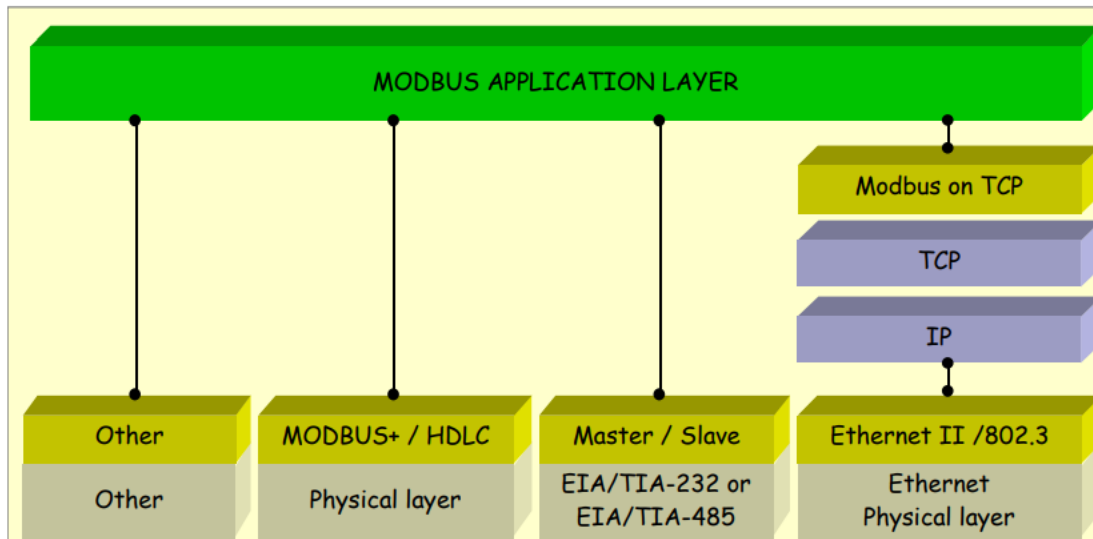 MODBUS APPLICATION LAYER
Modbus on TCP
TCP
IP
Other
MODBUS+ / HDLC
Master / Slave
Ethernet II /802.3
Other
Physical layer
EIA/TIA-232 or
EIA/TIA-485
Ethernet
Physical layer